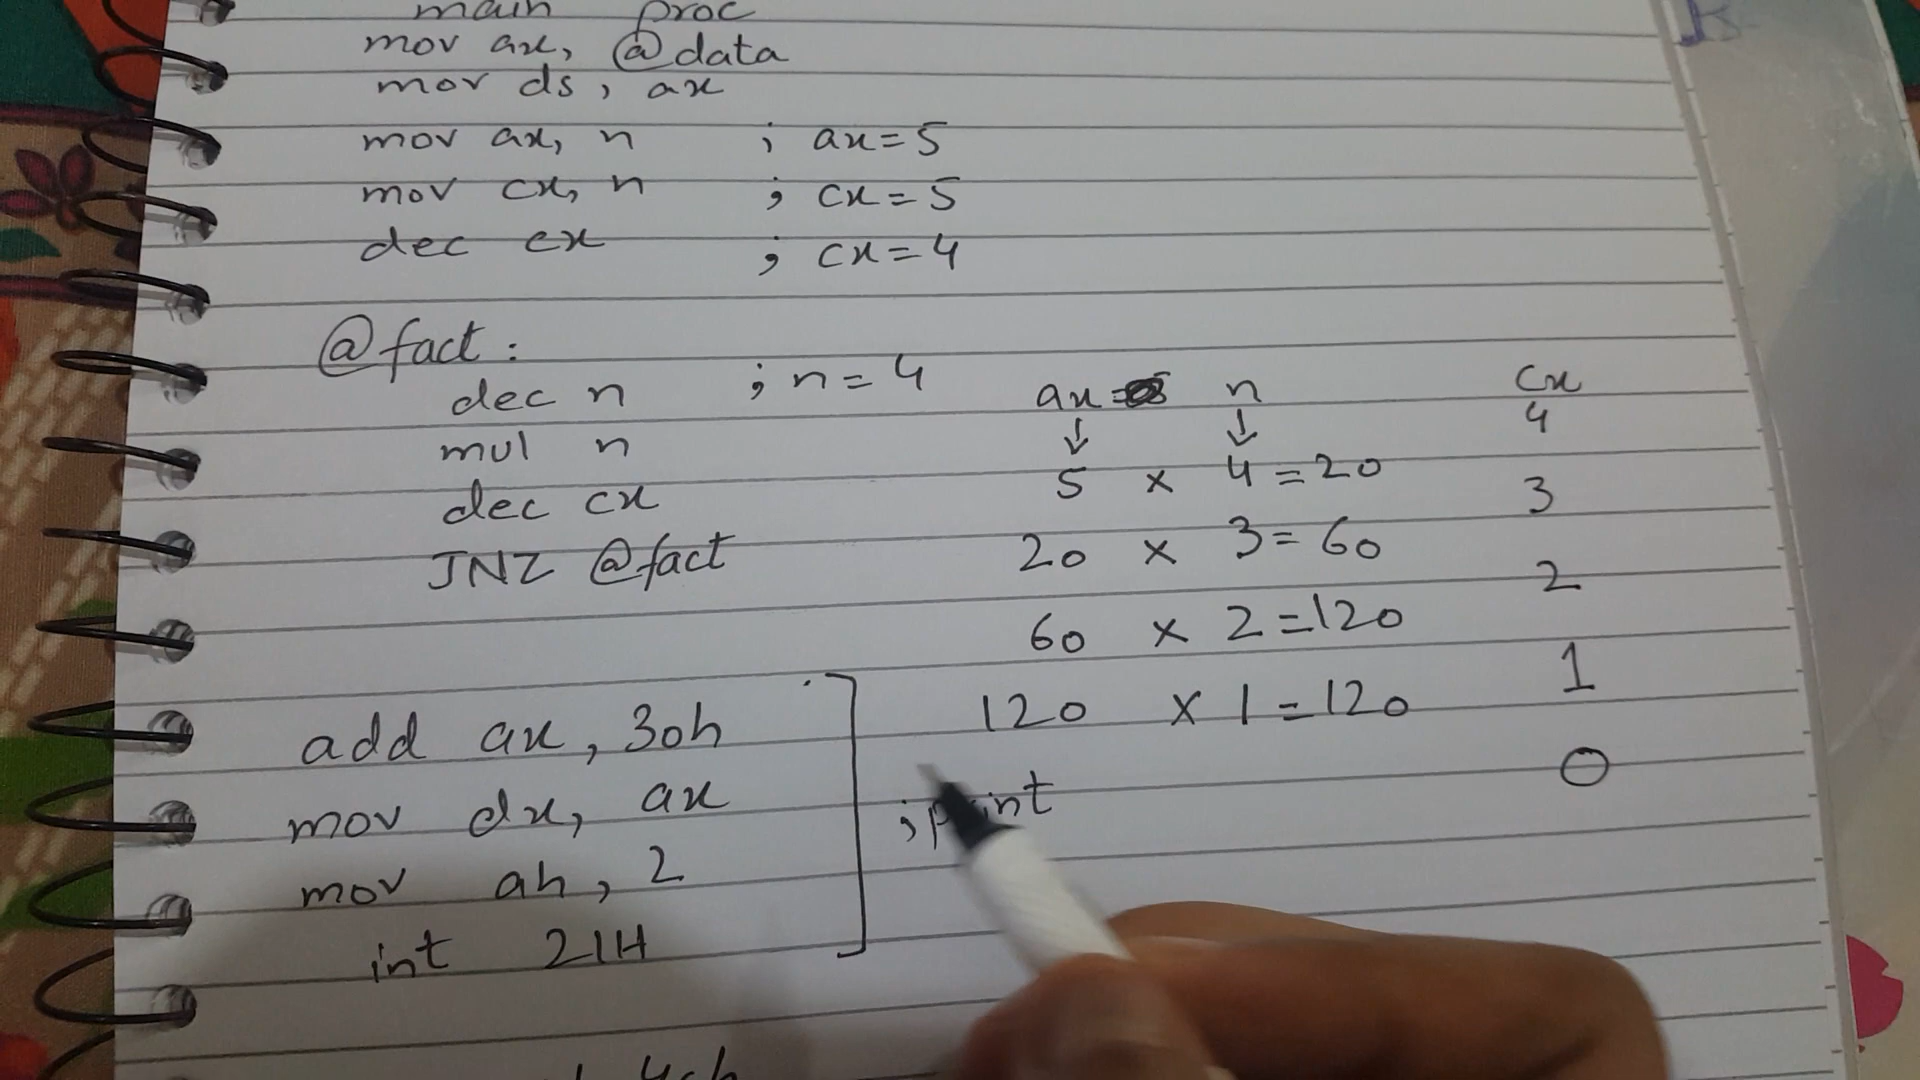 main proc
mov ax, @data
mov ds, ax
mov ax, n ; ax=5
mov cx, n ; cx=5
dec cx ; cx=4
@fact:
dec n ; n=4
mul n
dec cx
JNZ @fact
ax = n cx
↓ ↓ 4
5 x 4 = 20
3
20 x 3 = 60
2
60 x 2 = 120
1
120 x 1 = 120
0
add ax, 30h
mov dx, ax
mov ah, 2
int 21H
;print
4ch